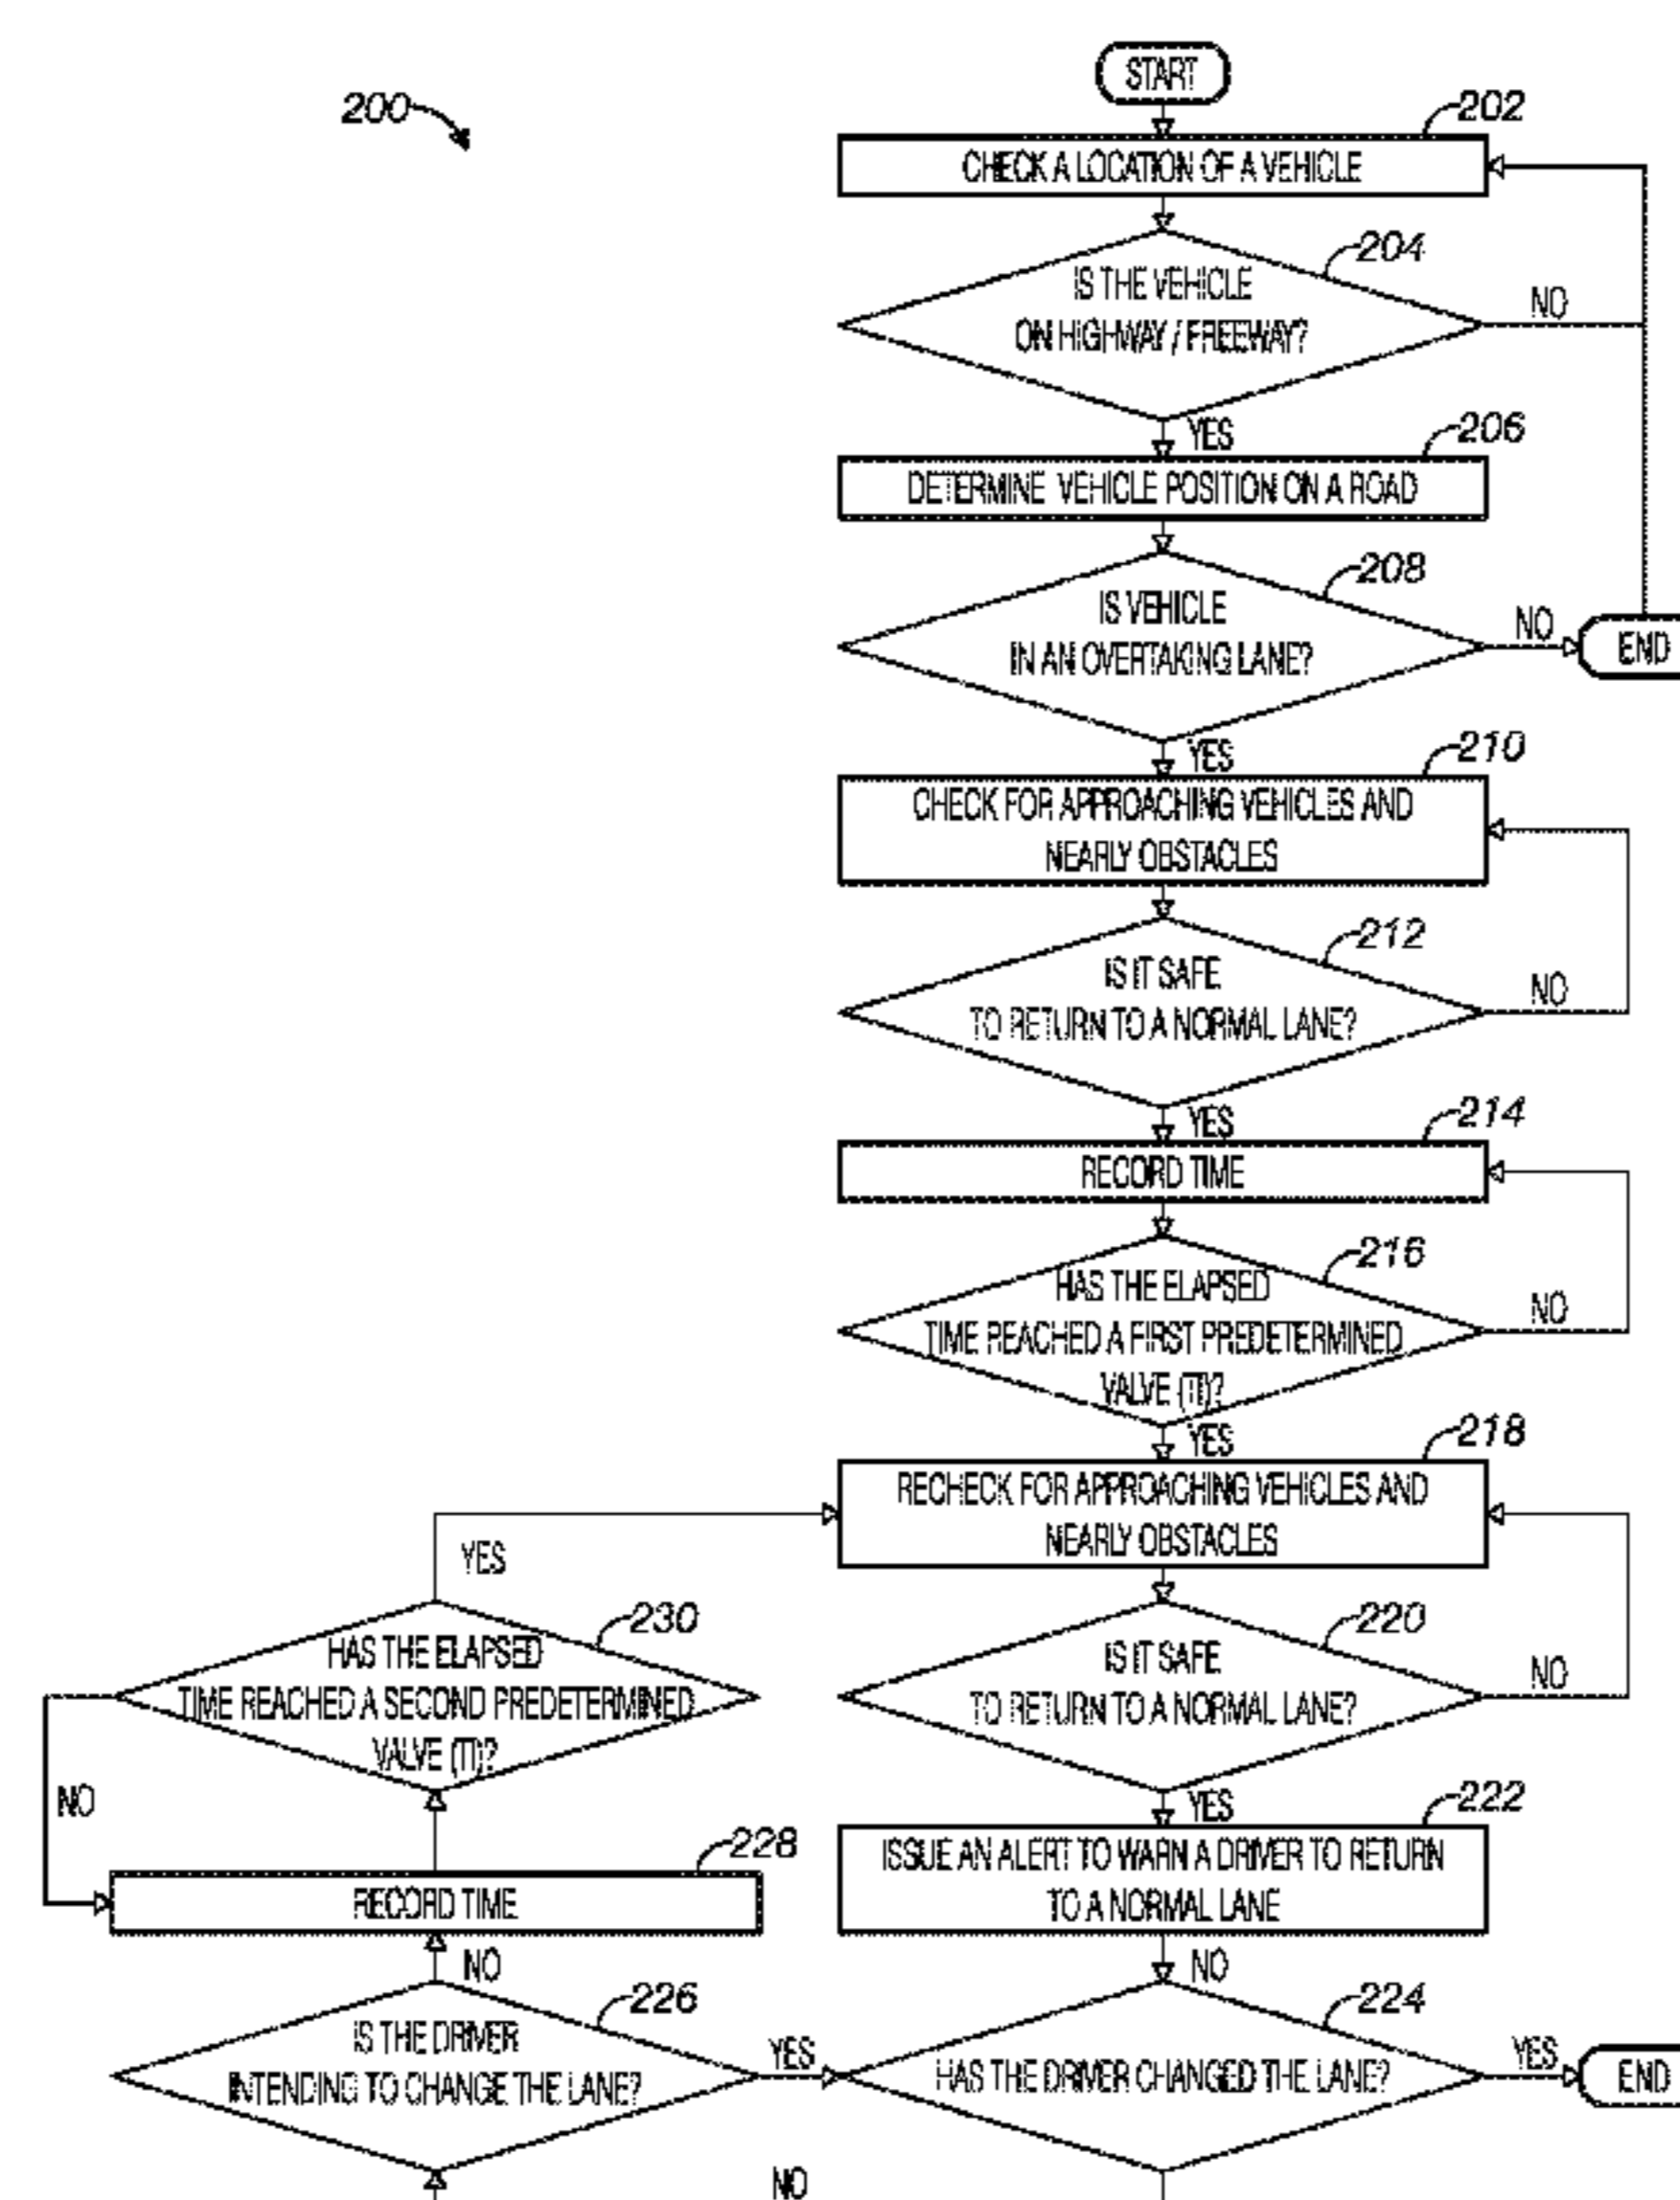 200
START
202
CHECK A LOCATION OF A VEHICLE
204
IS THE VEHICLE
ON HIGHWAY / FREEWAY?
NO
YES
206
DETERMINE VEHICLE POSITION ON A ROAD
208
IS VEHICLE
IN AN OVERTAKING LANE?
NO
END
YES
210
CHECK FOR APPROACHING VEHICLES AND
NEARLY OBSTACLES
212
IS IT SAFE
TO RETURN TO A NORMAL LANE?
NO
YES
214
RECORD TIME
216
HAS THE ELAPSED
TIME REACHED A FIRST PREDETERMINED
VALVE (TI)?
NO
YES
218
RECHECK FOR APPROACHING VEHICLES AND
NEARLY OBSTACLES
YES
230
HAS THE ELAPSED
TIME REACHED A SECOND PREDETERMINED
VALVE (TI)?
NO
220
IS IT SAFE
TO RETURN TO A NORMAL LANE?
NO
YES
222
ISSUE AN ALERT TO WARN A DRIVER TO RETURN
TO A NORMAL LANE
228
RECORD TIME
NO
NO
226
IS THE DRIVER
INTENDING TO CHANGE THE LANE?
YES
224
HAS THE DRIVER CHANGED THE LANE?
YES
END
NO